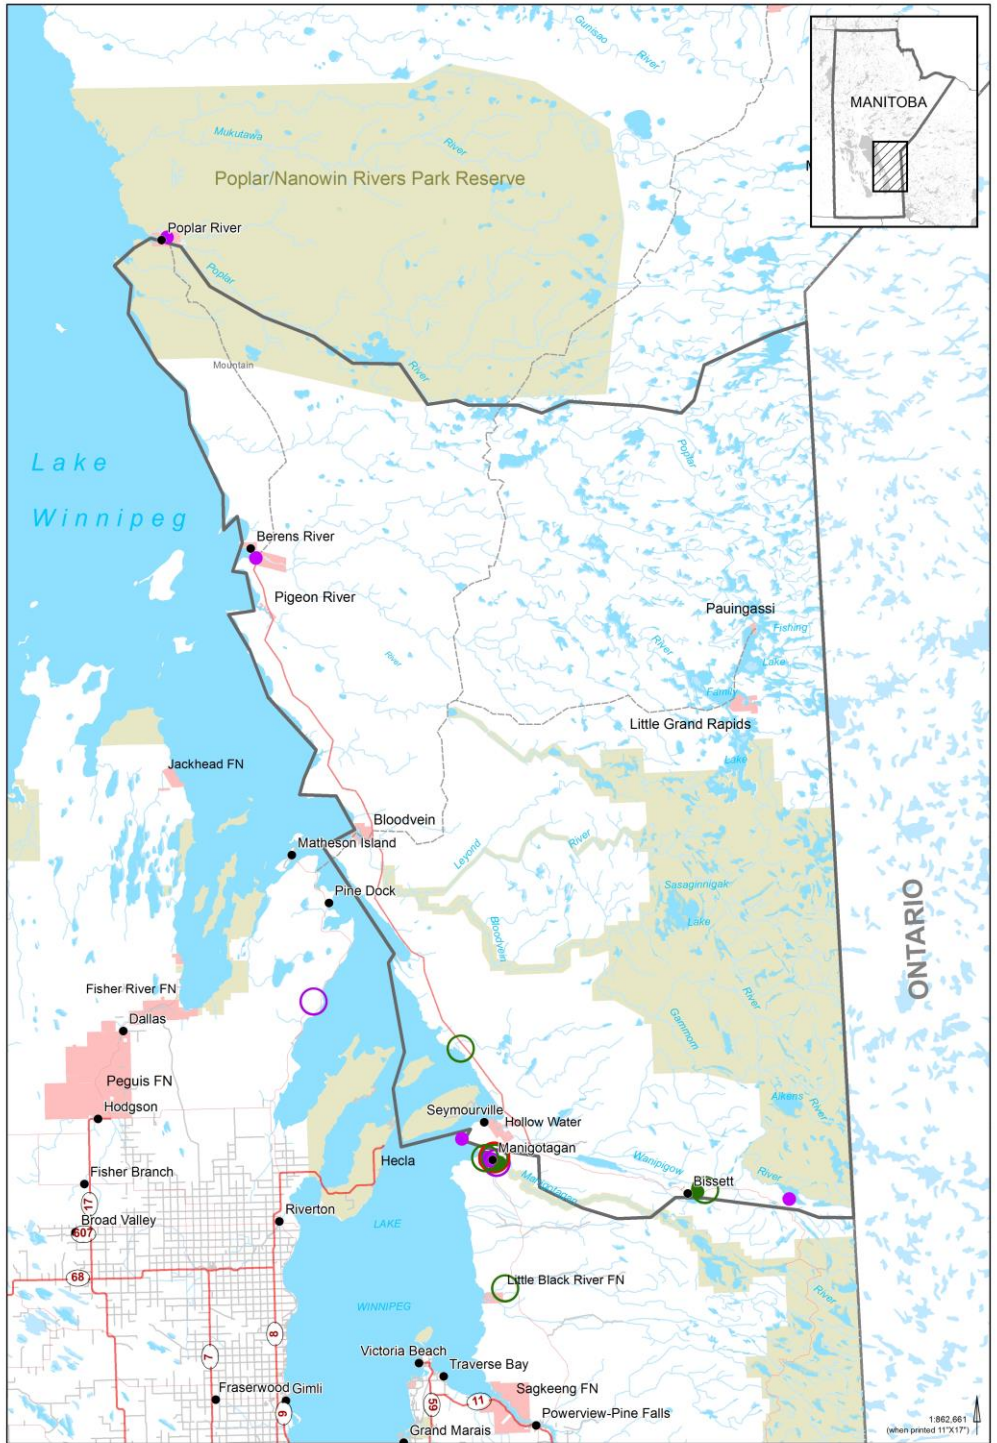 Gunisao
River
MANITOBA
M
Mukutawa
River
Poplar/Nanowin Rivers Park Reserve
Poplar River
Poplar
Mountain
River
Poplar
Lake
Winnipeg
Berens River
Pigeon River
Pauingassi
Fishing
River
River
Lake
Family
Little Grand Rapids
Lake
Jackhead FN
Bloodvein
Matheson Island
Leyond
River
Pine Dock
Sasaginnigak
Lake
Bloodvein
ONTARIO
Fisher River FN
Dallas
River
Gammom
Peguis FN
Hodgson
Aikens
River
Seymourville
Hollow Water
Manigotagan
Hecla
Fisher Branch
Wanipigow
River
Manigotagan
Bissett
17
Riverton
LAKE
Broad Valley
607
68
Little Black River FN
River
WINNIPEG
8
7
Victoria Beach
Traverse Bay
Sagkeeng FN
Fraserwood
Gimli
9
59
11
Powerview-Pine Falls
Grand Marais
1:862,661
(when printed 11"X17")